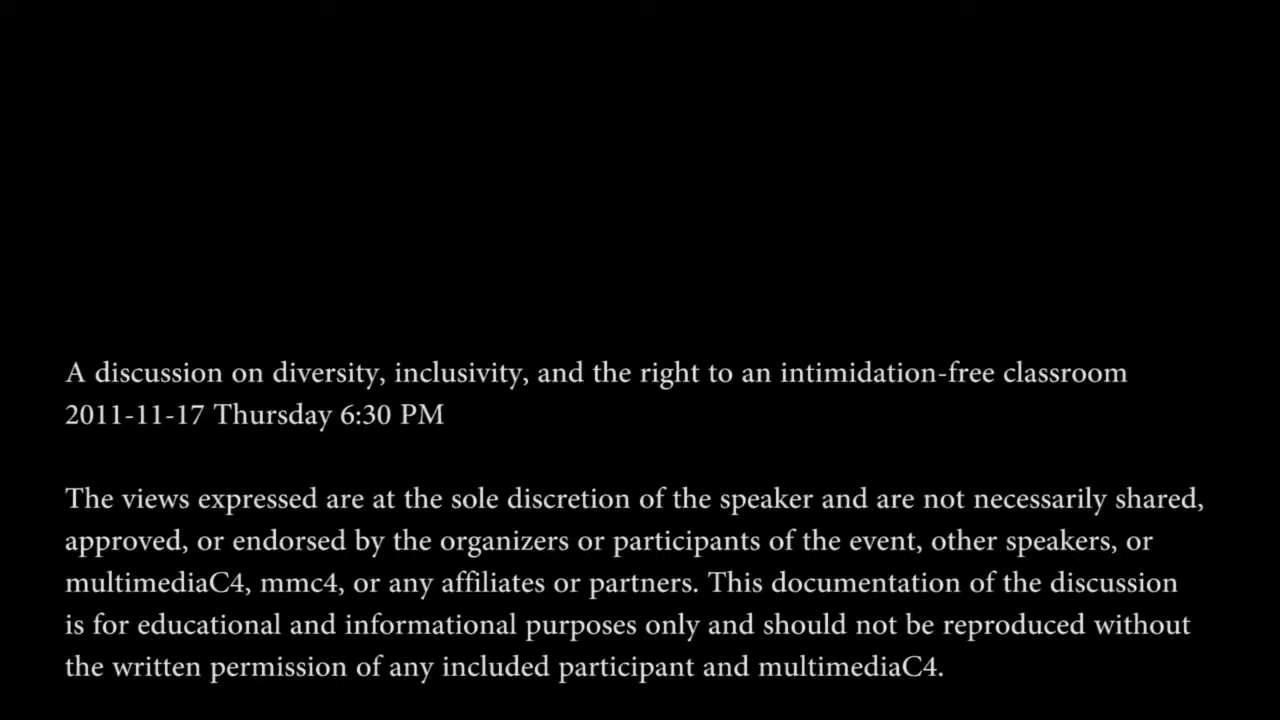 A discussion on diversity, inclusivity, and the right to an intimidation-free classroom
2011-11-17 Thursday 6:30 PM
The views expressed are at the sole discretion of the speaker and are not necessarily shared,
approved, or endorsed by the organizers or participants of the event, other speakers, or
multimediaC4, mmc4, or any affiliates or partners. This documentation of the discussion
is for educational and informational purposes only and should not be reproduced without
the written permission of any included participant and multimediaC4.